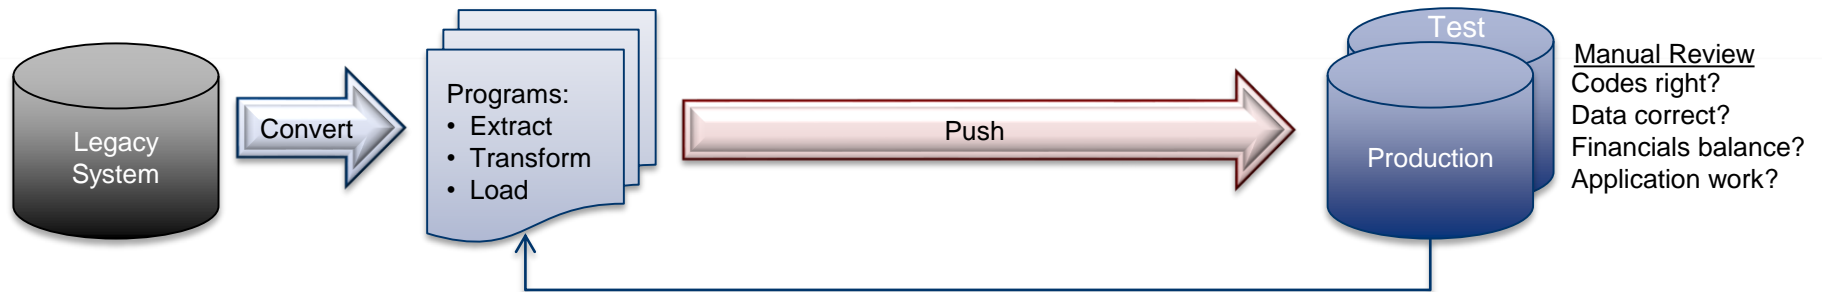 Legacy
System
Convert
Programs:
• Extract
• Transform
• Load
Push
Test
Production
Manual Review
Codes right?
Data correct?
Financials balance?
Application work?